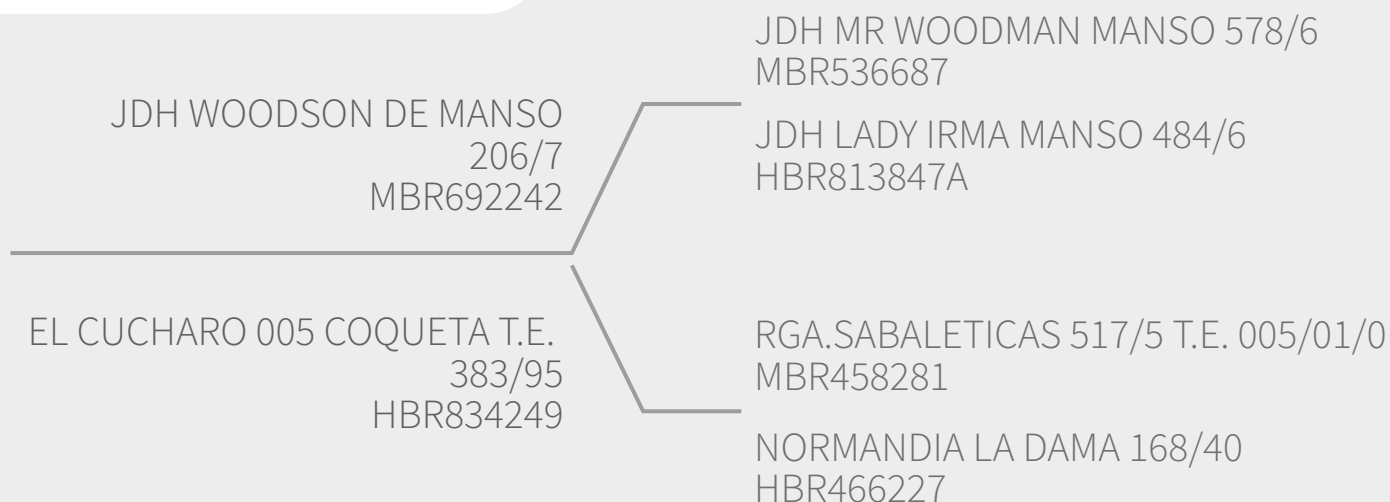 JDH WOODSON DE MANSO
206/7
MBR692242
EL CUCHARO 005 COQUETA T.E.
383/95
HBR834249
JDH MR WOODMAN MANSO 578/6
MBR536687
JDH LADY IRMA MANSO 484/6
HBR813847A
RGA.SABALETICAS 517/5 T.E. 005/01/0
MBR458281
NORMANDIA LA DAMA 168/40
HBR466227